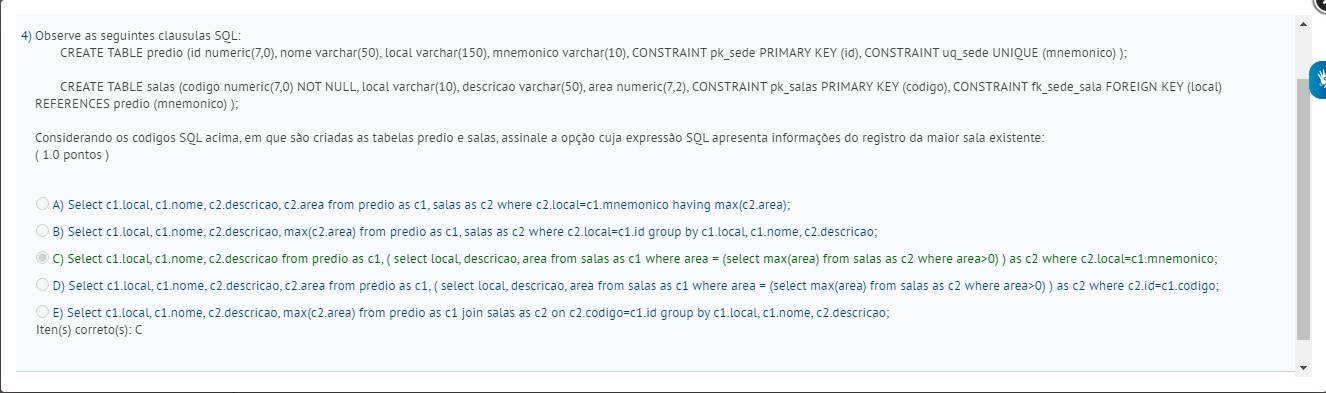 4) Observe as seguintes cláusulas SQL:
CREATE TABLE predio (id numeric(7,0), nome varchar(50), local varchar(150), mnemonico varchar(10), CONSTRAINT pk_sede PRIMARY KEY (id), CONSTRAINT uq_sede UNIQUE (mnemonico) );
CREATE TABLE salas (codigo numeric(7,0) NOT NULL, local varchar(10), descricao varchar(50), area numeric(7,2), CONSTRAINT pk_salas PRIMARY KEY (codigo), CONSTRAINT fk_sede_sala FOREIGN KEY (local)
REFERENCES predio (mnemonico) );
Considerando os códigos SQL acima, em que são criadas as tabelas predio e salas, assinale a opção cuja expressão SQL apresenta informações do registro da maior sala existente:
( 1.0 pontos )
A) Select c1.local, c1.nome, c2.descricao, c2.area from predio as c1, salas as c2 where c2.local=c1.mnemonico having max(c2.area);
B) Select c1.local, c1.nome, c2.descricao, max(c2.area) from predio as c1, salas as c2 where c2.local=c1.id group by c1.local, c1.nome, c2.descricao;
C) Select c1.local, c1.nome, c2.descricao from predio as c1, ( select local, descricao, area from salas as c1 where area = (select max(area) from salas as c2 where area>0) ) as c2 where c2.local=c1.mnemonico;
D) Select c1.local, c1.nome, c2.descricao, c2.area from predio as c1, ( select local, descricao, area from salas as c1 where area = (select max(area) from salas as c2 where area>0) ) as c2 where c2.id=c1.codigo;
E) Select c1.local, c1.nome, c2.descricao, max(c2.area) from predio as c1 join salas as c2 on c2.codigo=c1.id group by c1.local, c1.nome, c2.descricao;
Iten(s) correto(s): C